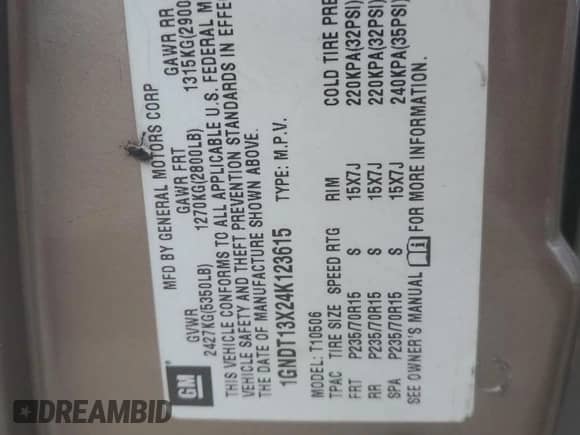 GM
MFD BY GENERAL MOTORS CORP
GVWR GAWR FRT GAWR RR
2427KG(5350LB) 1270KG(2800LB) 1315KG(2900
THIS VEHICLE CONFORMS TO ALL APPLICABLE U.S. FEDERAL M
VEHICLE SAFETY AND THEFT PREVENTION STANDARDS IN EFFE
THE DATE OF MANUFACTURE SHOWN ABOVE.
1GNDT13X24K123615 TYPE: M.P.V.
MODEL: T10506
TPAC TIRE SIZE SPEED RTG RIM COLD TIRE PRE
FRT P235/70R15 S 15X7J 220KPA(32PSI)
RR P235/70R15 S 15X7J 220KPA(32PSI)
SPA P235/70R15 S 15X7J 240KPA(35PSI)
SEE OWNER'S MANUAL FOR MORE INFORMATION.
DREAMBID